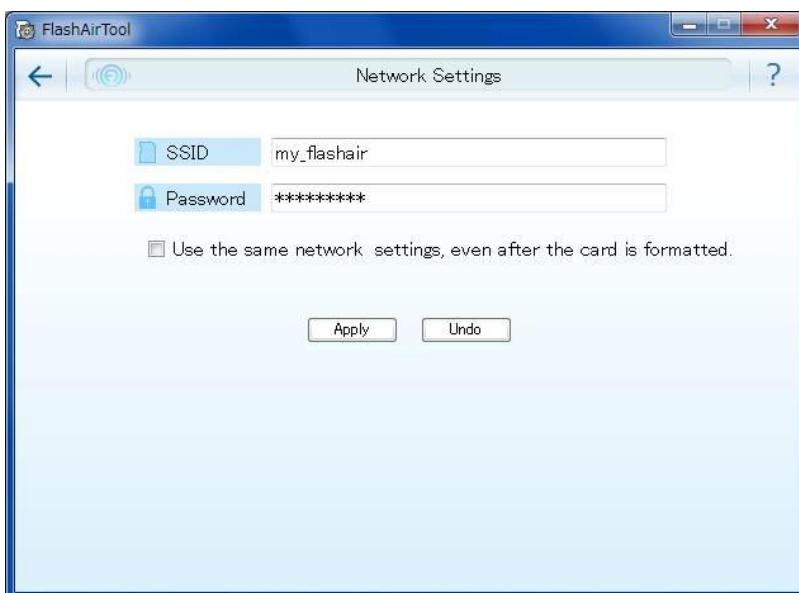 FlashAirTool
Network Settings
?
SSID my_flashair
Password *********
Use the same network settings, even after the card is formatted.
Apply Undo